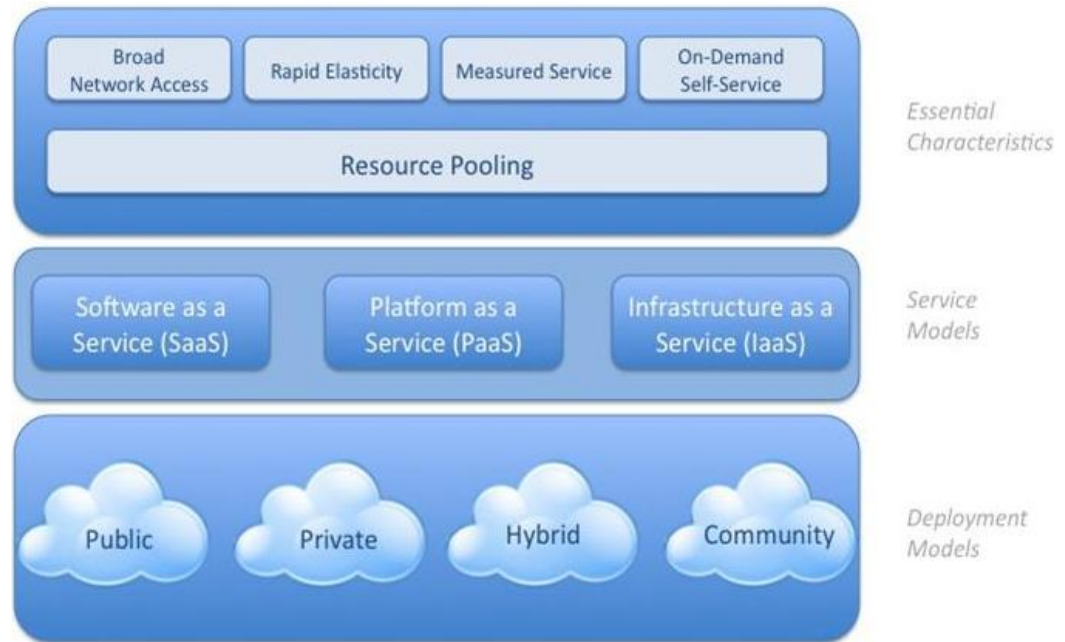 Broad
Network Access
Rapid Elasticity
Measured Service
On-Demand
Self-Service
Resource Pooling
Essential
Characteristics
Software as a
Service (SaaS)
Platform as a
Service (PaaS)
Infrastructure as a
Service (IaaS)
Service
Models
Public
Private
Hybrid
Community
Deployment
Models